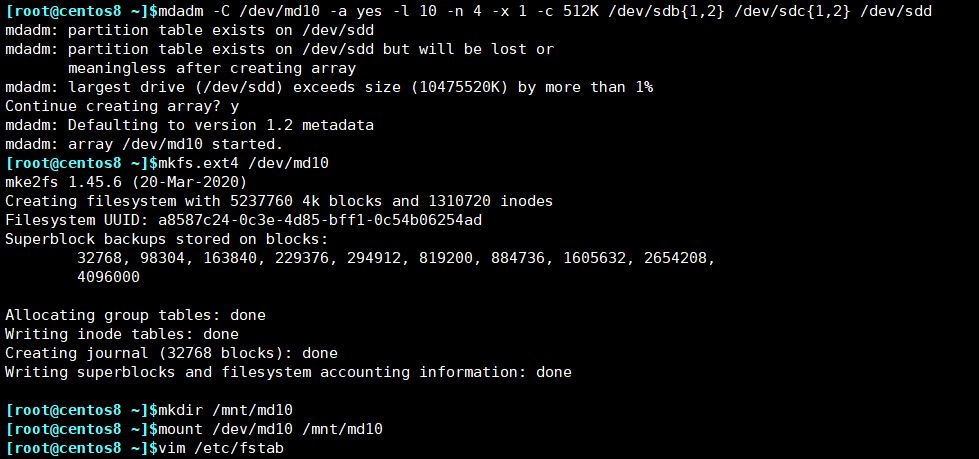 [root@centos8 ~]$mdadm -C /dev/md10 -a yes -l 10 -n 4 -x 1 -c 512K /dev/sdb{1,2} /dev/sdc{1,2} /dev/sdd
mdadm: partition table exists on /dev/sdd
mdadm: partition table exists on /dev/sdd but will be lost or
       meaningless after creating array
mdadm: largest drive (/dev/sdd) exceeds size (10475520K) by more than 1%
Continue creating array? y
mdadm: Defaulting to version 1.2 metadata
mdadm: array /dev/md10 started.
[root@centos8 ~]$mkfs.ext4 /dev/md10
mke2fs 1.45.6 (20-Mar-2020)
Creating filesystem with 5237760 4k blocks and 1310720 inodes
Filesystem UUID: a8587c24-0c3e-4d85-bff1-0c54b06254ad
Superblock backups stored on blocks:
        32768, 98304, 163840, 229376, 294912, 819200, 884736, 1605632, 2654208,
        4096000

Allocating group tables: done
Writing inode tables: done
Creating journal (32768 blocks): done
Writing superblocks and filesystem accounting information: done

[root@centos8 ~]$mkdir /mnt/md10
[root@centos8 ~]$mount /dev/md10 /mnt/md10
[root@centos8 ~]$vim /etc/fstab